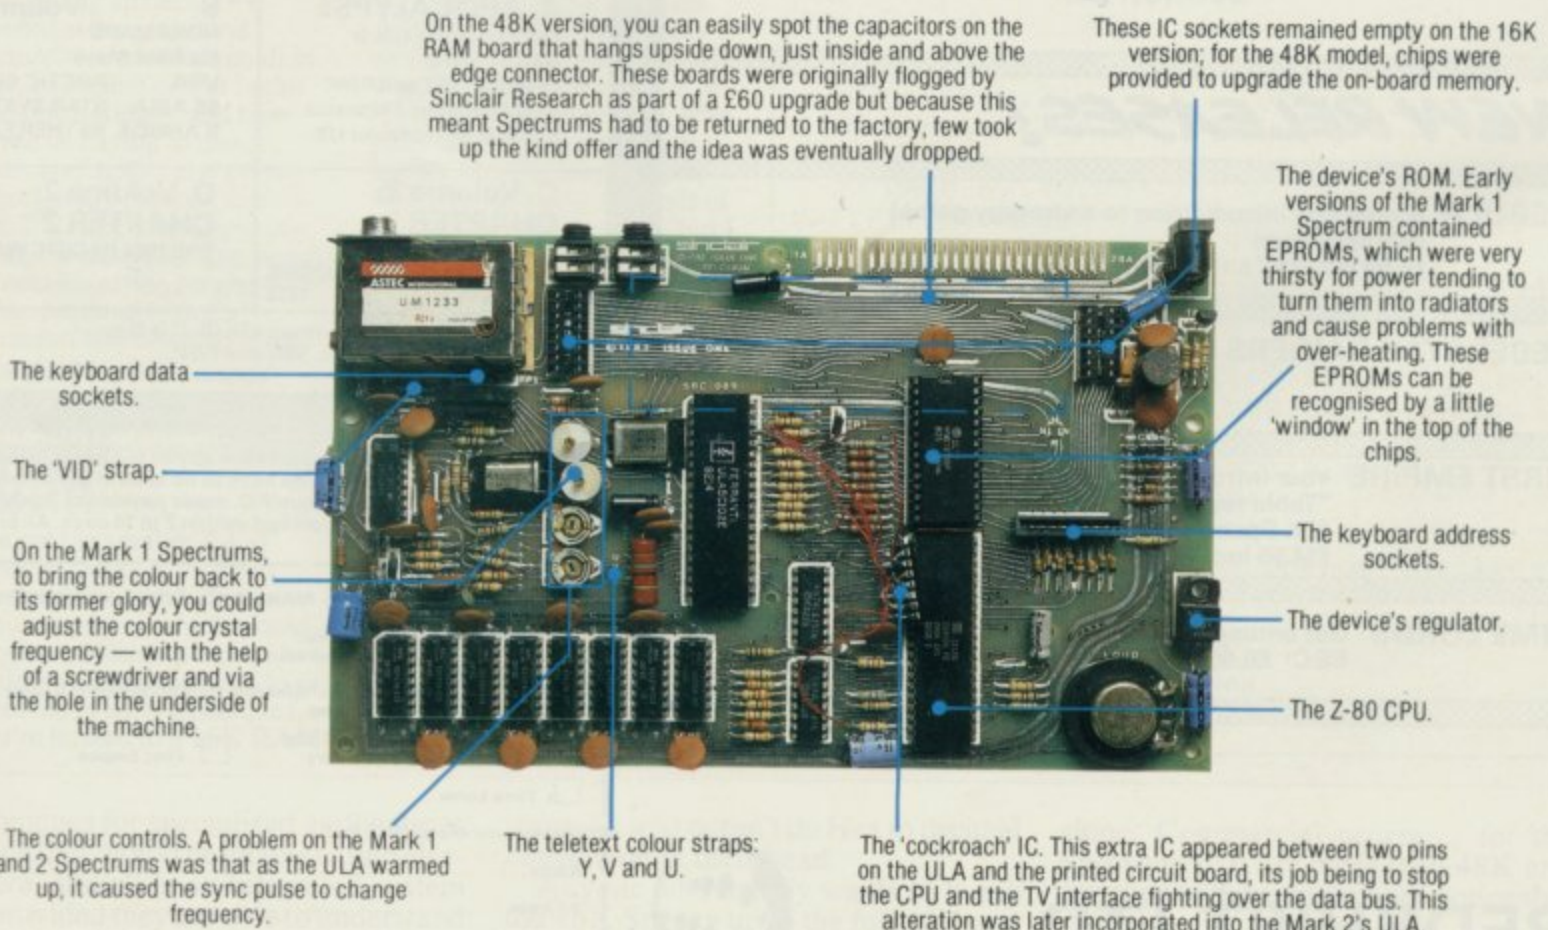 On the 48K version, you can easily spot the capacitors on the
RAM board that hangs upside down, just inside and above the
edge connector. These boards were originally flogged by
Sinclair Research as part of a £60 upgrade but because this
meant Spectrums had to be returned to the factory, few took
up the kind offer and the idea was eventually dropped.
These IC sockets remained empty on the 16K
version; for the 48K model, chips were
provided to upgrade the on-board memory.
The device's ROM. Early
versions of the Mark 1
Spectrum contained
EPROMs, which were very
thirsty for power tending to
turn them into radiators
and cause problems with
over-heating. These
EPROMs can be
recognised by a little
'window' in the top of the
chips.
The keyboard data
sockets.
The 'VID' strap.
On the Mark 1 Spectrums,
to bring the colour back to
its former glory, you could
adjust the colour crystal
frequency — with the help
of a screwdriver and via
the hole in the underside of
the machine.
The keyboard address
sockets.
The device's regulator.
The Z-80 CPU.
The colour controls. A problem on the Mark 1
and 2 Spectrums was that as the ULA warmed
up, it caused the sync pulse to change
frequency.
The teletext colour straps:
Y, V and U.
The 'cockroach' IC. This extra IC appeared between two pins
on the ULA and the printed circuit board, its job being to stop
the CPU and the TV interface fighting over the data bus. This
alteration was later incorporated into the Mark 2's ULA.
ASTEC INTERNATIONAL
UM1233
sinclair
28A
ISSUE ONE
FERRANTI
LOUD